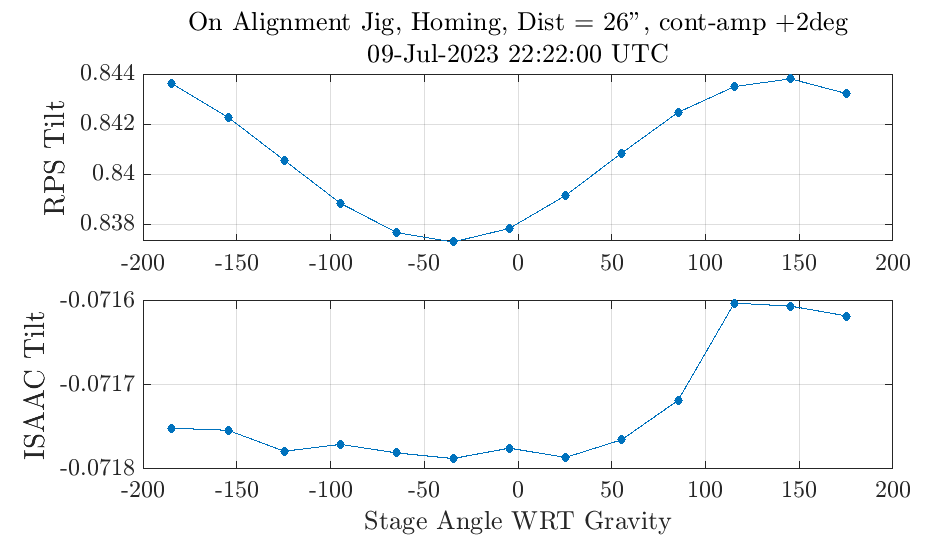 On Alignment Jig, Homing, Dist = 26”, cont-amp +2deg
09-Jul-2023 22:22:00 UTC
RPS Tilt
0.844
0.842
0.84
0.838
-200 -150 -100 -50 0 50 100 150 200
ISAAC Tilt
-0.0716
-0.0717
-0.0718
-200 -150 -100 -50 0 50 100 150 200
Stage Angle WRT Gravity